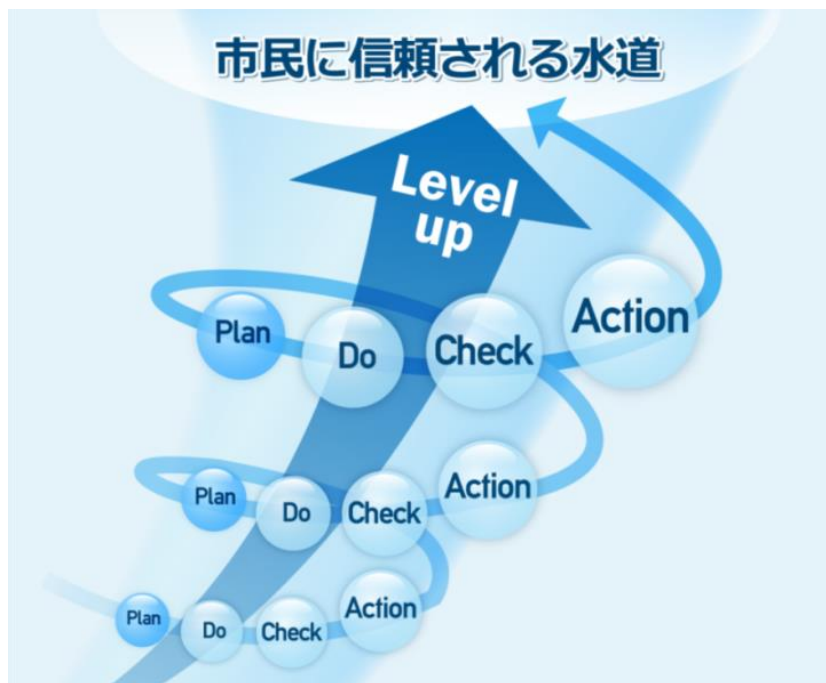 市民に信頼される水道
Level
up
Plan
Do
Check
Action
Plan
Do
Check
Action
Plan
Do
Check
Action